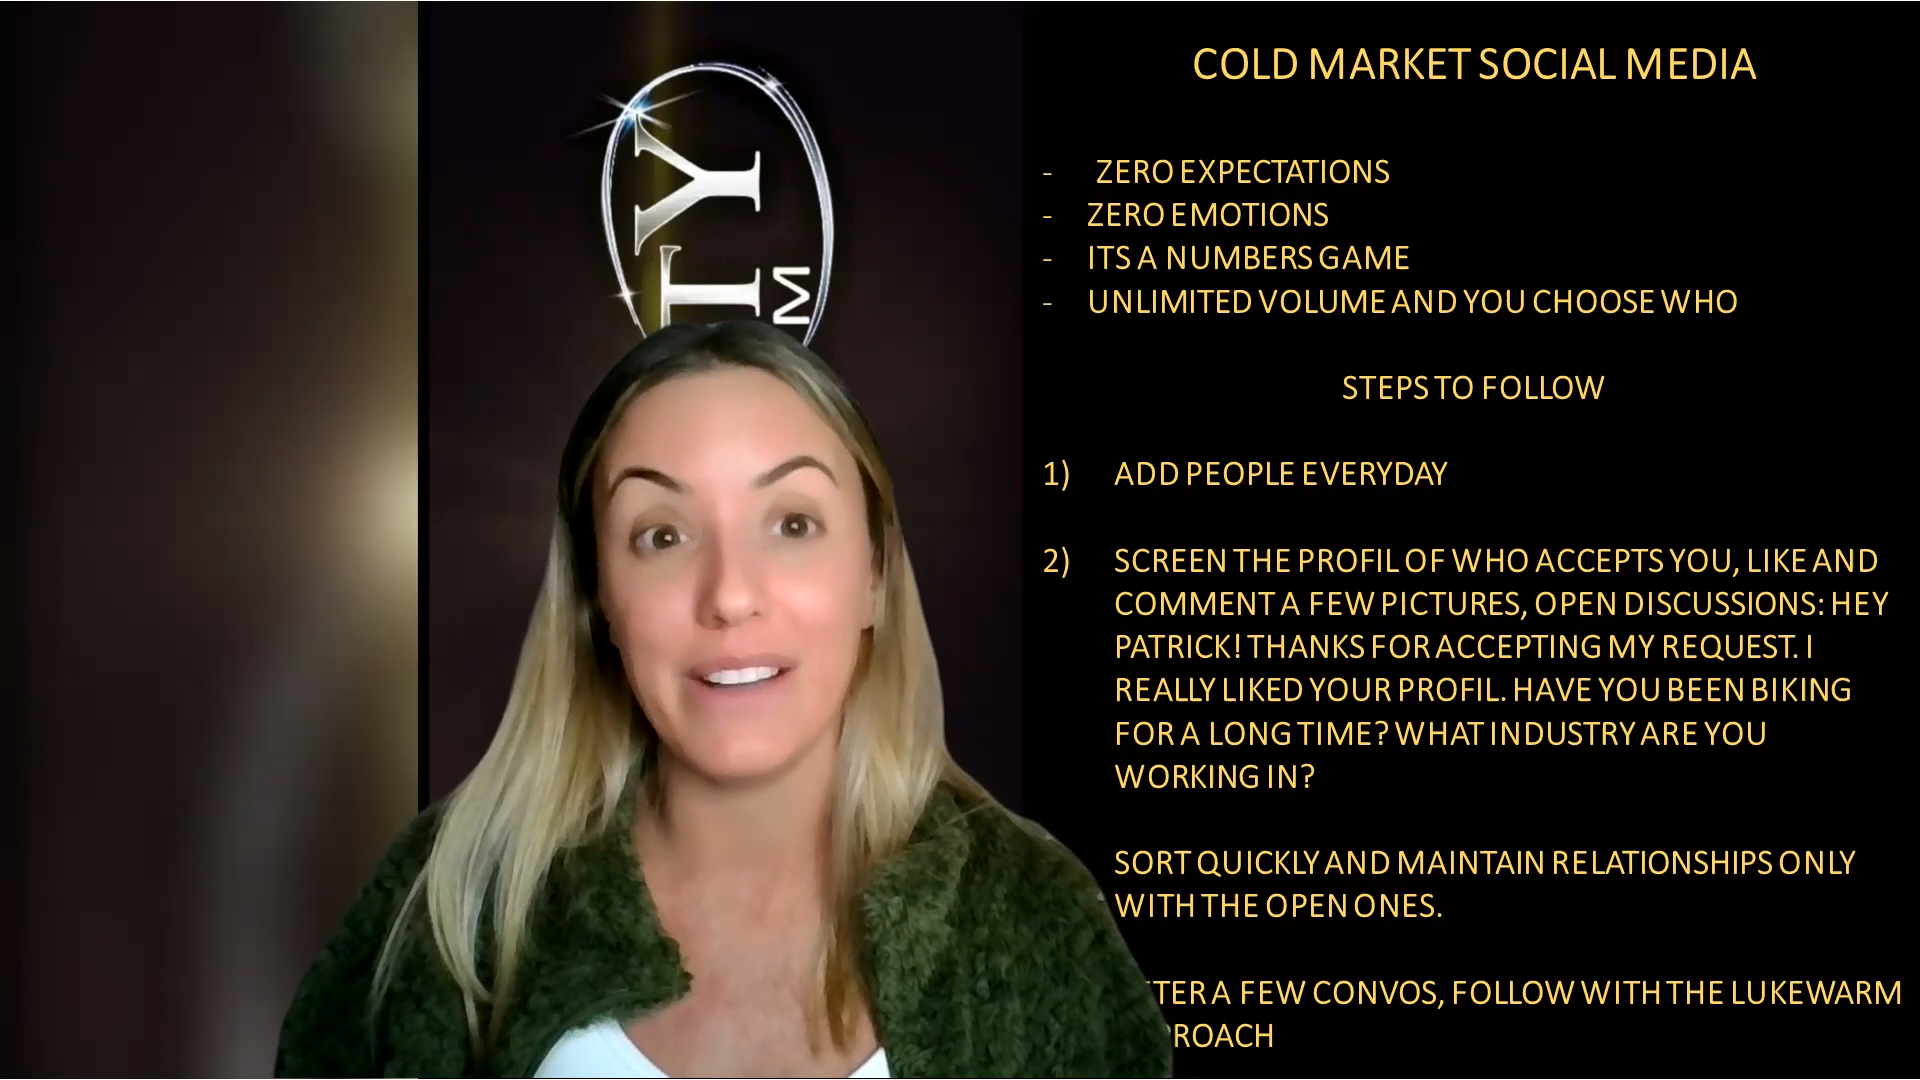 TY
M
COLD MARKET SOCIAL MEDIA
- ZERO EXPECTATIONS
- ZERO EMOTIONS
- ITS A NUMBERS GAME
- UNLIMITED VOLUME AND YOU CHOOSE WHO
STEPS TO FOLLOW
1) ADD PEOPLE EVERYDAY
2) SCREEN THE PROFIL OF WHO ACCEPTS YOU, LIKE AND
COMMENT A FEW PICTURES, OPEN DISCUSSIONS: HEY
PATRICK! THANKS FOR ACCEPTING MY REQUEST. I
REALLY LIKED YOUR PROFIL. HAVE YOU BEEN BIKING
FOR A LONG TIME? WHAT INDUSTRY ARE YOU
WORKING IN?
SORT QUICKLY AND MAINTAIN RELATIONSHIPS ONLY
WITH THE OPEN ONES.
TER A FEW CONVOS, FOLLOW WITH THE LUKEWARM
ROACH